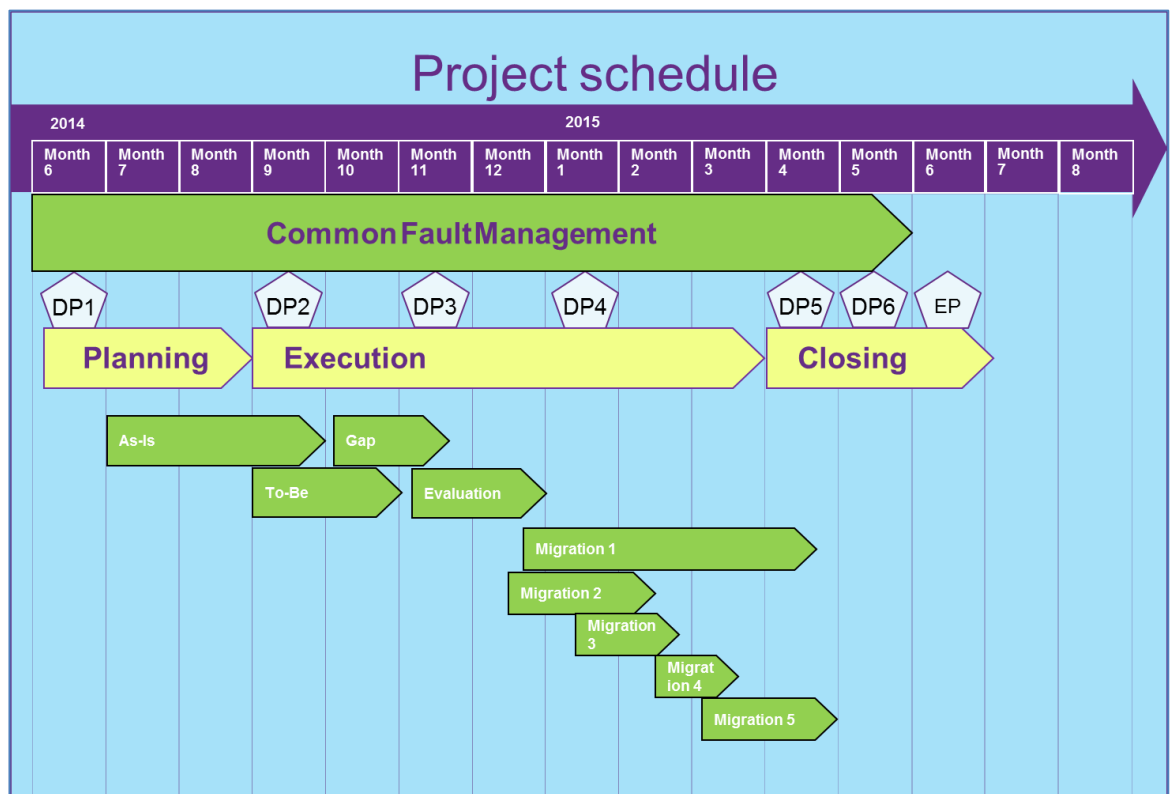 Project schedule
2014 2015
Month 6 Month 7 Month 8 Month 9 Month 10 Month 11 Month 12 Month 1 Month 2 Month 3 Month 4 Month 5 Month 6 Month 7 Month 8
Common Fault Management
DP1 DP2 DP3 DP4 DP5 DP6 EP
Planning Execution Closing
As-Is Gap
To-Be Evaluation
Migration 1
Migration 2
Migration
3
Migrat
ion 4
Migration 5